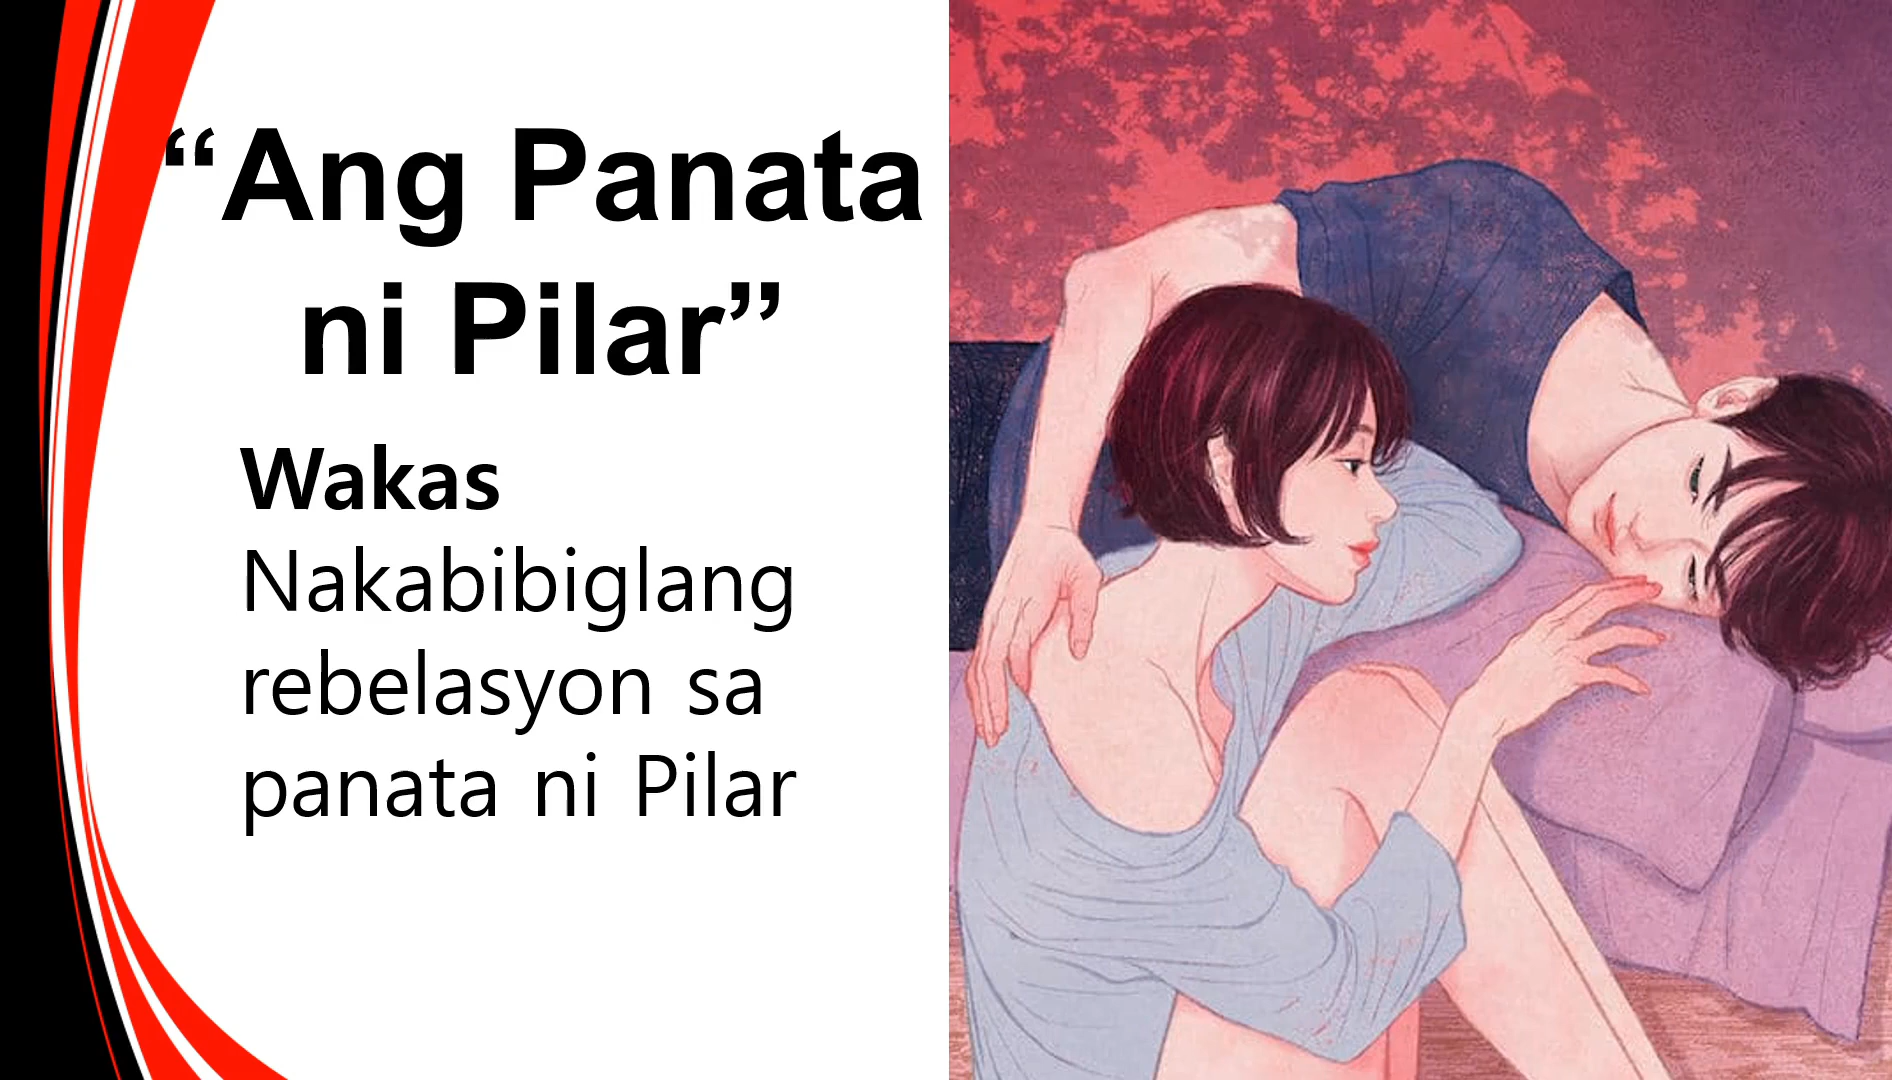 “Ang Panata
ni Pilar”
Wakas
Nakabibiglang
rebelasyon sa
panata ni Pilar